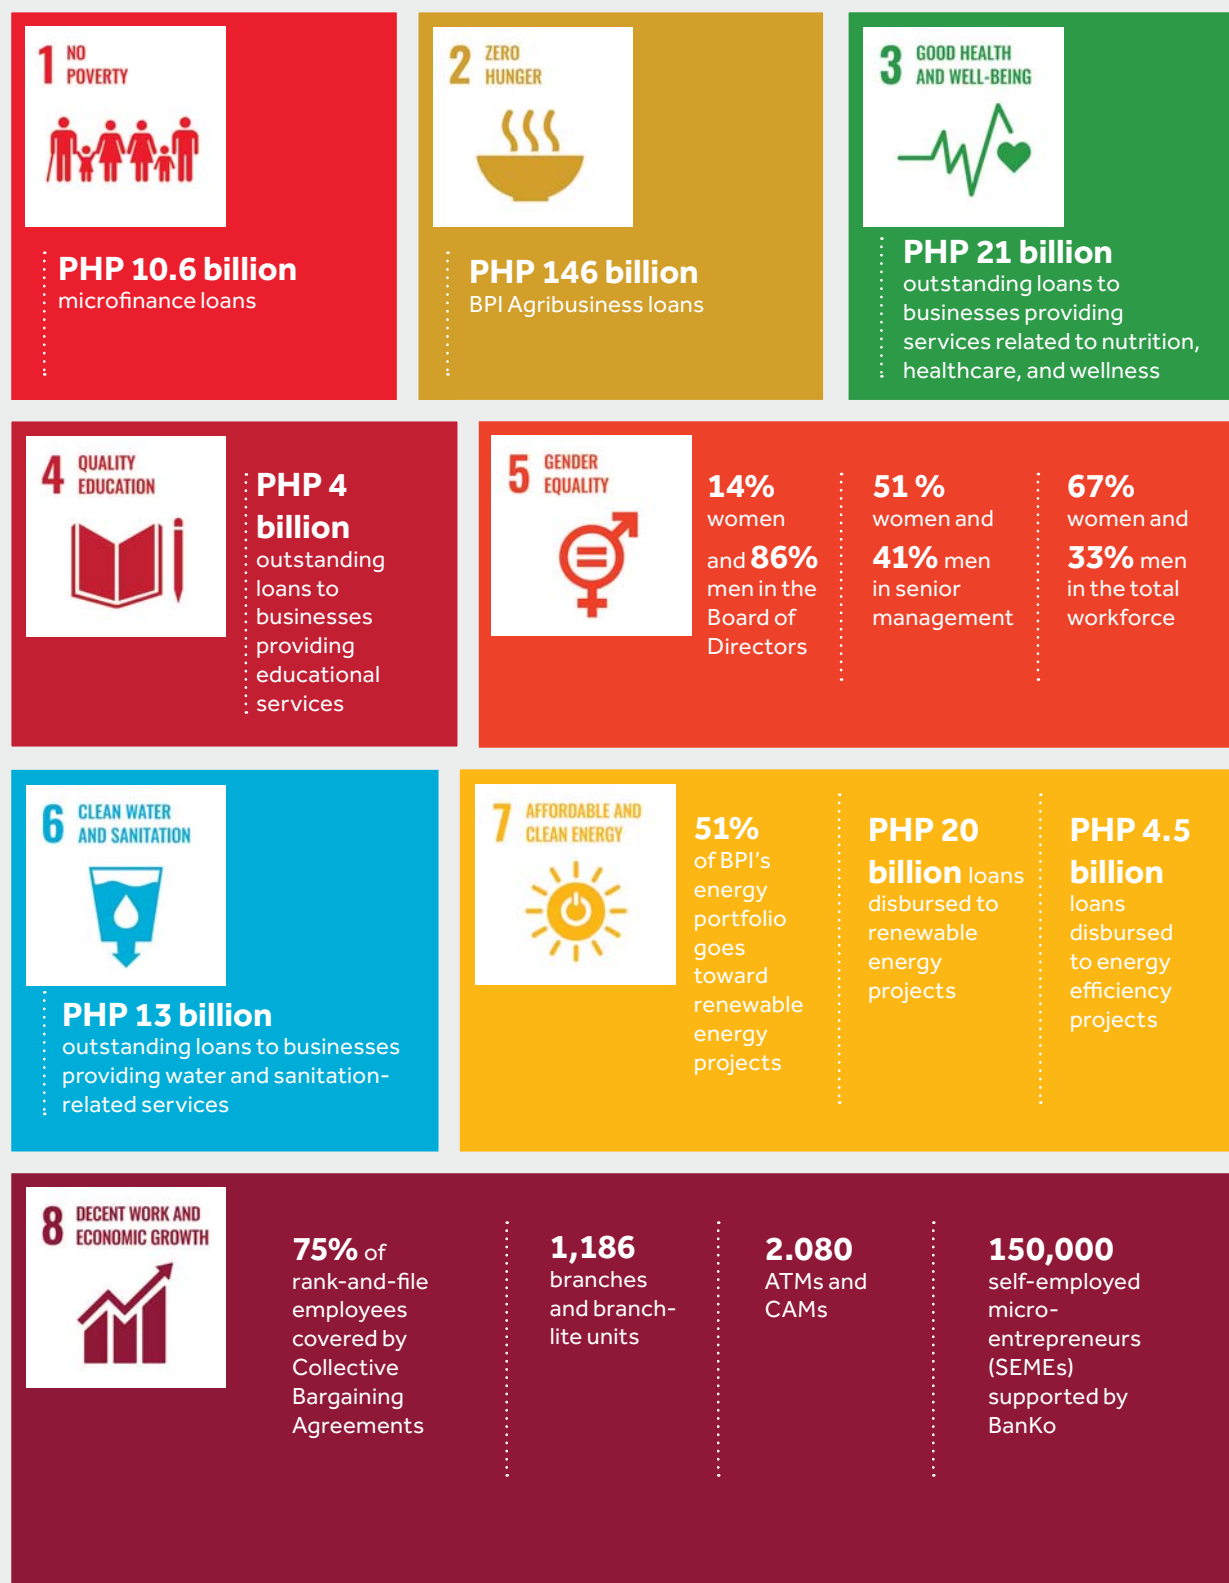 1 NO
POVERTY
PHP 10.6 billion
microfinance loans
2 ZERO
HUNGER
PHP 146 billion
BPI Agribusiness loans
3 GOOD HEALTH
AND WELL-BEING
PHP 21 billion
outstanding loans to
businesses providing
services related to nutrition,
healthcare, and wellness
4 QUALITY
EDUCATION
PHP 4
billion
outstanding
loans to
businesses
providing
educational
services
5 GENDER
EQUALITY
14%
women
and 86%
men in the
Board of
Directors
51 %
women and
41% men
in senior
management
67%
women and
33% men
in the total
workforce
6 CLEAN WATER
AND SANITATION
PHP 13 billion
outstanding loans to businesses
providing water and sanitation-
related services
7 AFFORDABLE AND
CLEAN ENERGY
51%
of BPI's
energy
portfolio
goes
toward
renewable
energy
projects
PHP 20
billion loans
disbursed to
renewable
energy
projects
PHP 4.5
billion
loans
disbursed
to energy
efficiency
projects
8 DECENT WORK AND
ECONOMIC GROWTH
75% of
rank-and-file
employees
covered by
Collective
Bargaining
Agreements
1,186
branches
and branch-
lite units
2.080
ATMs and
CAMs
150,000
self-employed
micro-
entrepreneurs
(SEMEs)
supported by
BanKo